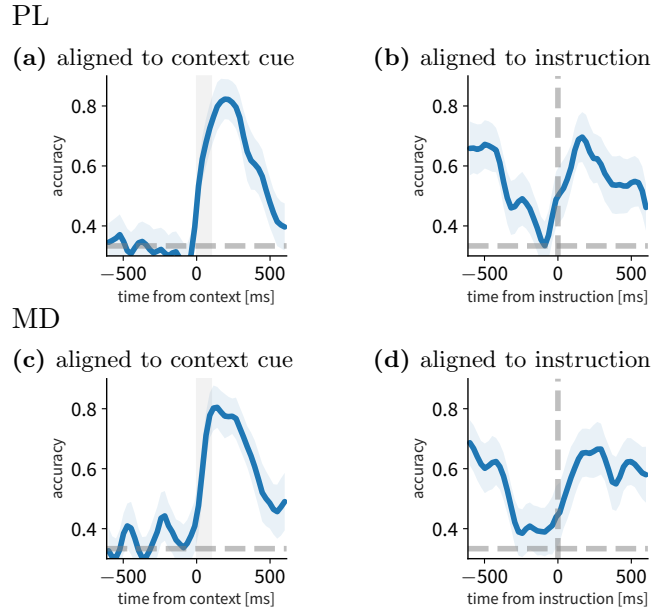 PL
(a) aligned to context cue
(b) aligned to instruction
accuracy
0.8
0.6
0.4
−500
0
500
time from context [ms]
accuracy
0.8
0.6
0.4
−500
0
500
time from instruction [ms]
MD
(c) aligned to context cue
(d) aligned to instruction
accuracy
0.8
0.6
0.4
−500
0
500
time from context [ms]
accuracy
0.8
0.6
0.4
−500
0
500
time from instruction [ms]